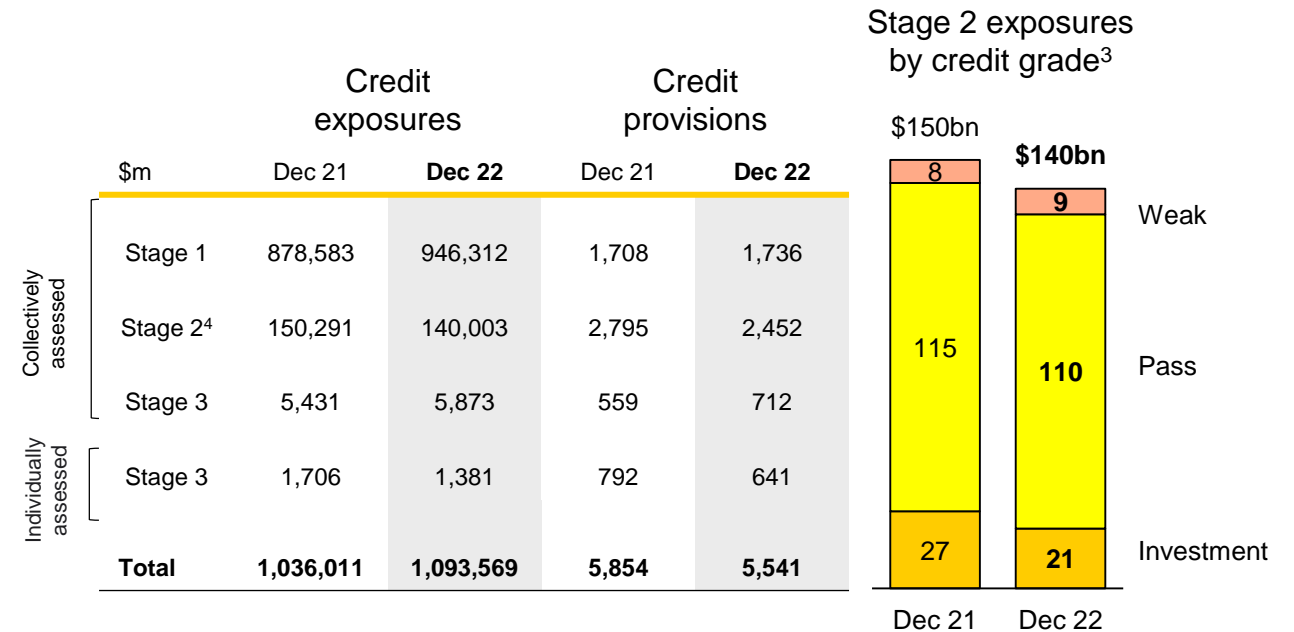 Stage 2 exposures
by credit grade³
Credit
exposures
Credit
provisions
$m Dec 21 Dec 22 Dec 21 Dec 22
Collectively
assessed
Stage 1 878,583 946,312 1,708 1,736
Stage 2⁴ 150,291 140,003 2,795 2,452
Stage 3 5,431 5,873 559 712
Individually
assessed
Stage 3 1,706 1,381 792 641
Total 1,036,011 1,093,569 5,854 5,541
$150bn $140bn
8 9 Weak
115 110 Pass
27 21 Investment
Dec 21 Dec 22